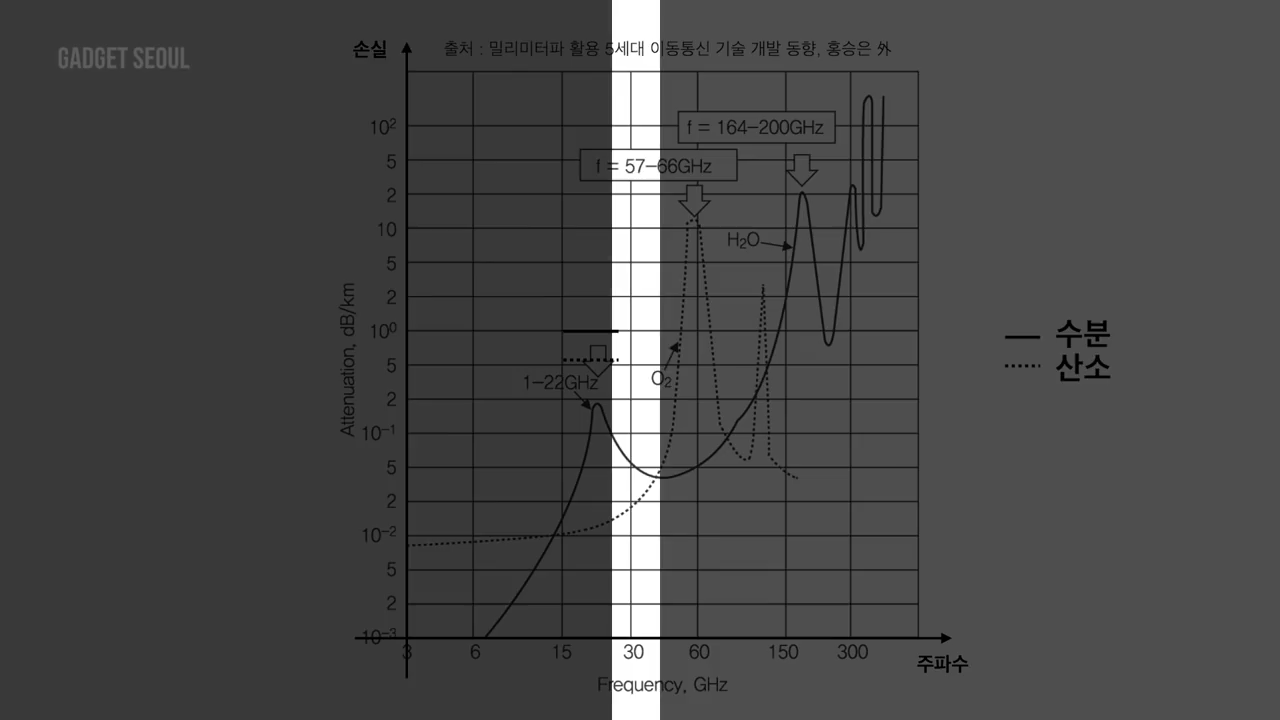 GADGET SEOUL
손실
출처 : 밀리미터파 활용 5세대 이동통신 기술 개발 동향, 홍승은 外
10²
5
2
10
5
2
10⁰
5
2
10⁻¹
5
2
10⁻²
5
2
10⁻³
Attenuation, dB/km
f = 164-200GHz
f = 57-66GHz
H₂O
O₂
1-22GHz
수분
산소
3 6 15 30 60 150 300
주파수
Frequency, GHz